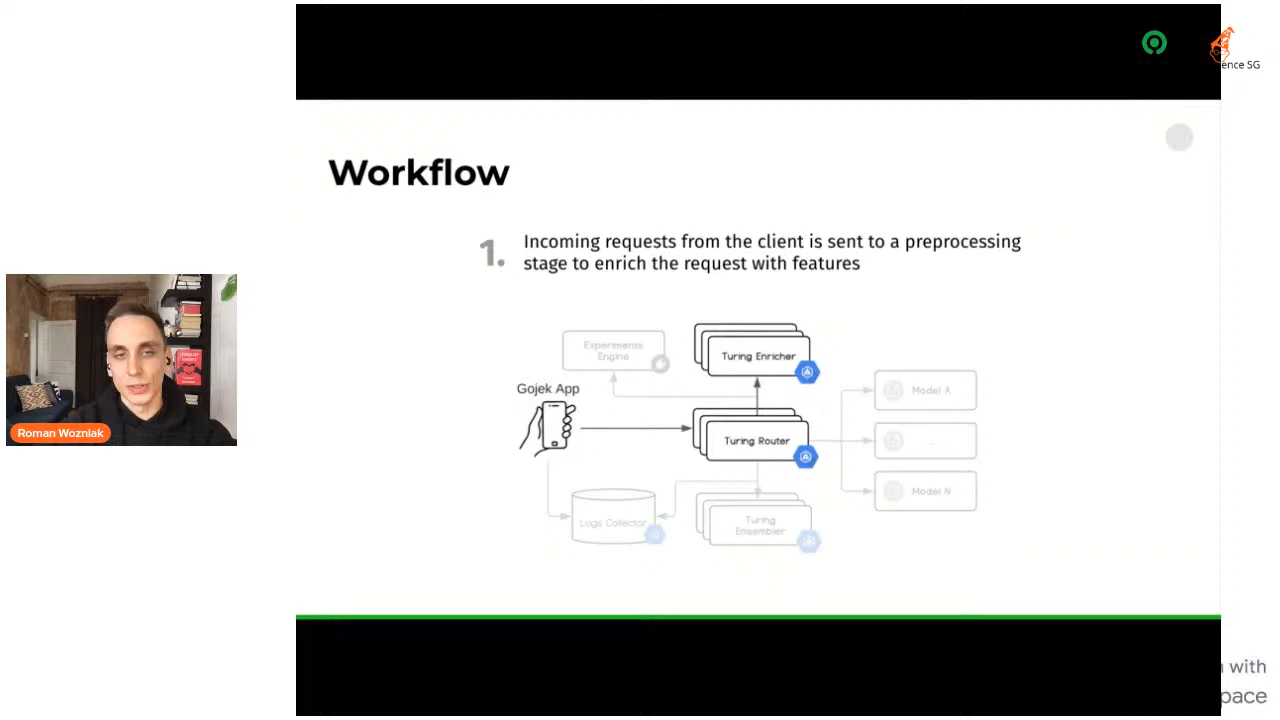 ence SG
Workflow
1. Incoming requests from the client is sent to a preprocessing
stage to enrich the request with features
Experiments
Engine
Turing Enricher
Gojek App
Model A
Turing Router
...
Model N
Logs Collector
Turing
Ensembler
Roman Wozniak
with
pace